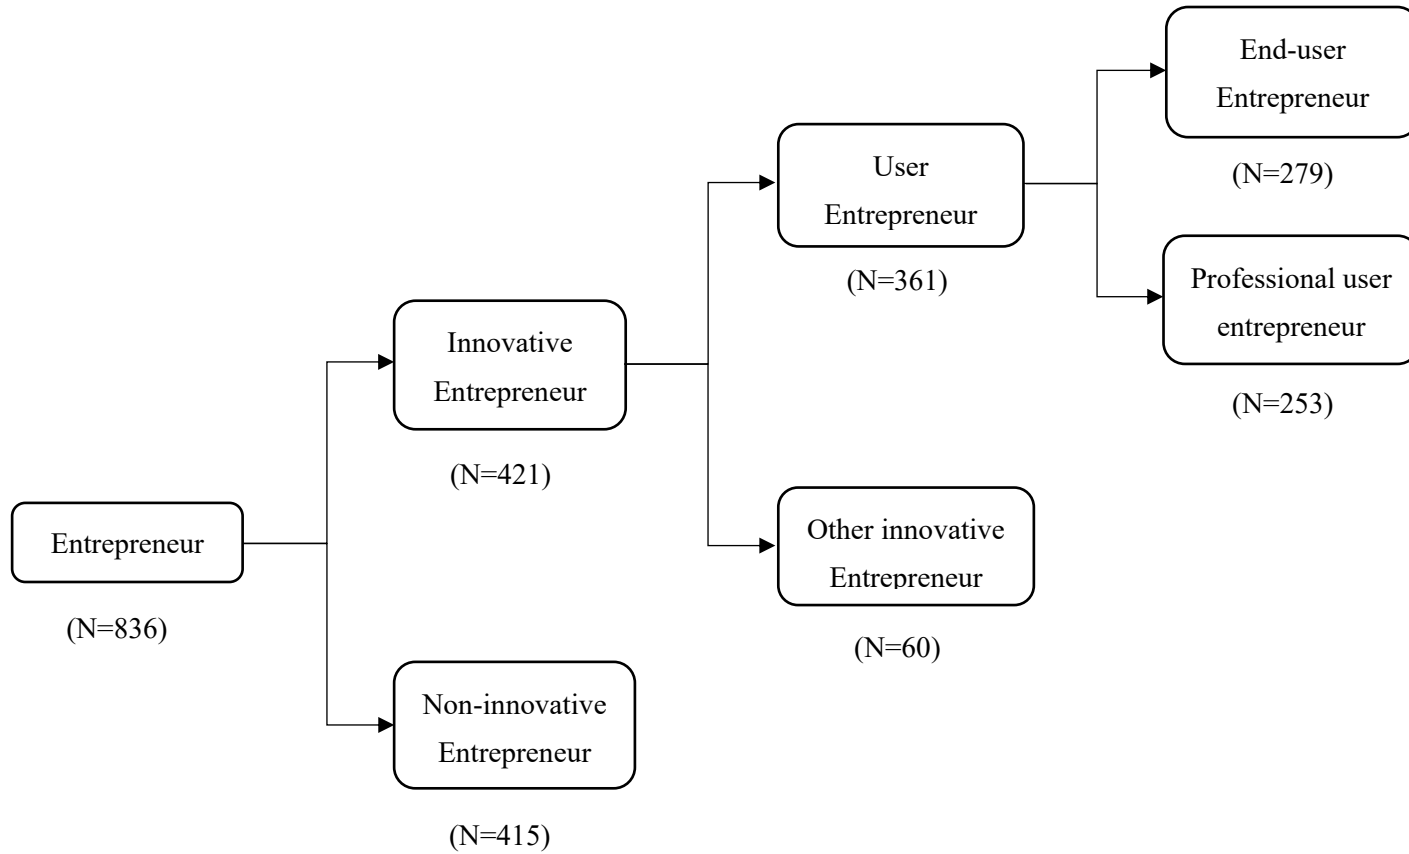 End-user
Entrepreneur
(N=279)
User
Entrepreneur
(N=361)
Professional user
entrepreneur
(N=253)
Innovative
Entrepreneur
(N=421)
Other innovative
Entrepreneur
(N=60)
Entrepreneur
(N=836)
Non-innovative
Entrepreneur
(N=415)